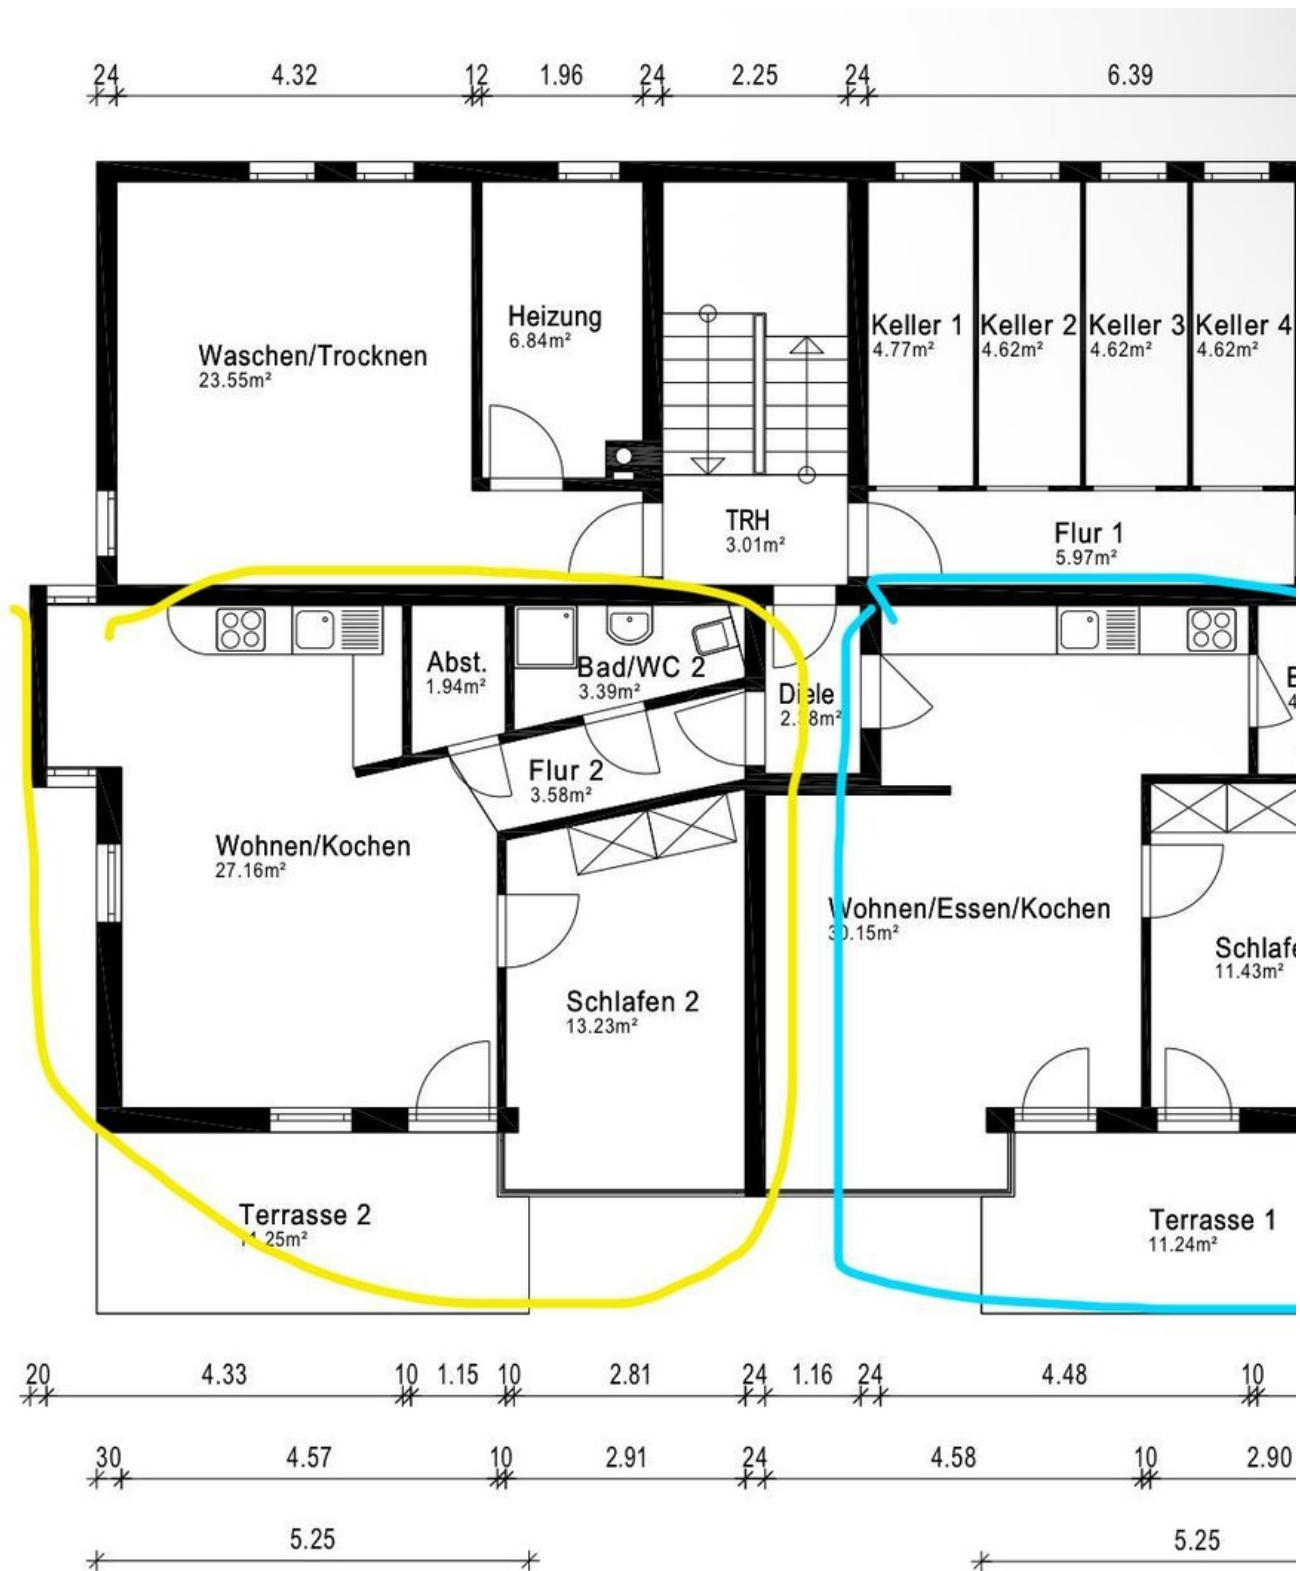 24 4.32 12 1.96 24 2.25 24 6.39
Heizung
6.84m²
Keller 1 Keller 2 Keller 3 Keller 4
4.77m² 4.62m² 4.62m² 4.62m²
Waschen/Trocknen
23.55m²
TRH
3.01m²
Flur 1
5.97m²
Abst.
1.94m²
Bad/WC 2
3.39m²
Diele
Flur 2
3.58m²
Wohnen/Kochen
27.16m²
Wohnen/Essen/Kochen
30.15m²
Schlafe
11.43m²
Schlafen 2
13.23m²
Terrasse 2
11.25m²
Terrasse 1
11.24m²
20 4.33 10 1.15 10 2.81 24 1.16 24 4.48 10
30 4.57 10 2.91 24 4.58 10 2.90
5.25 5.25